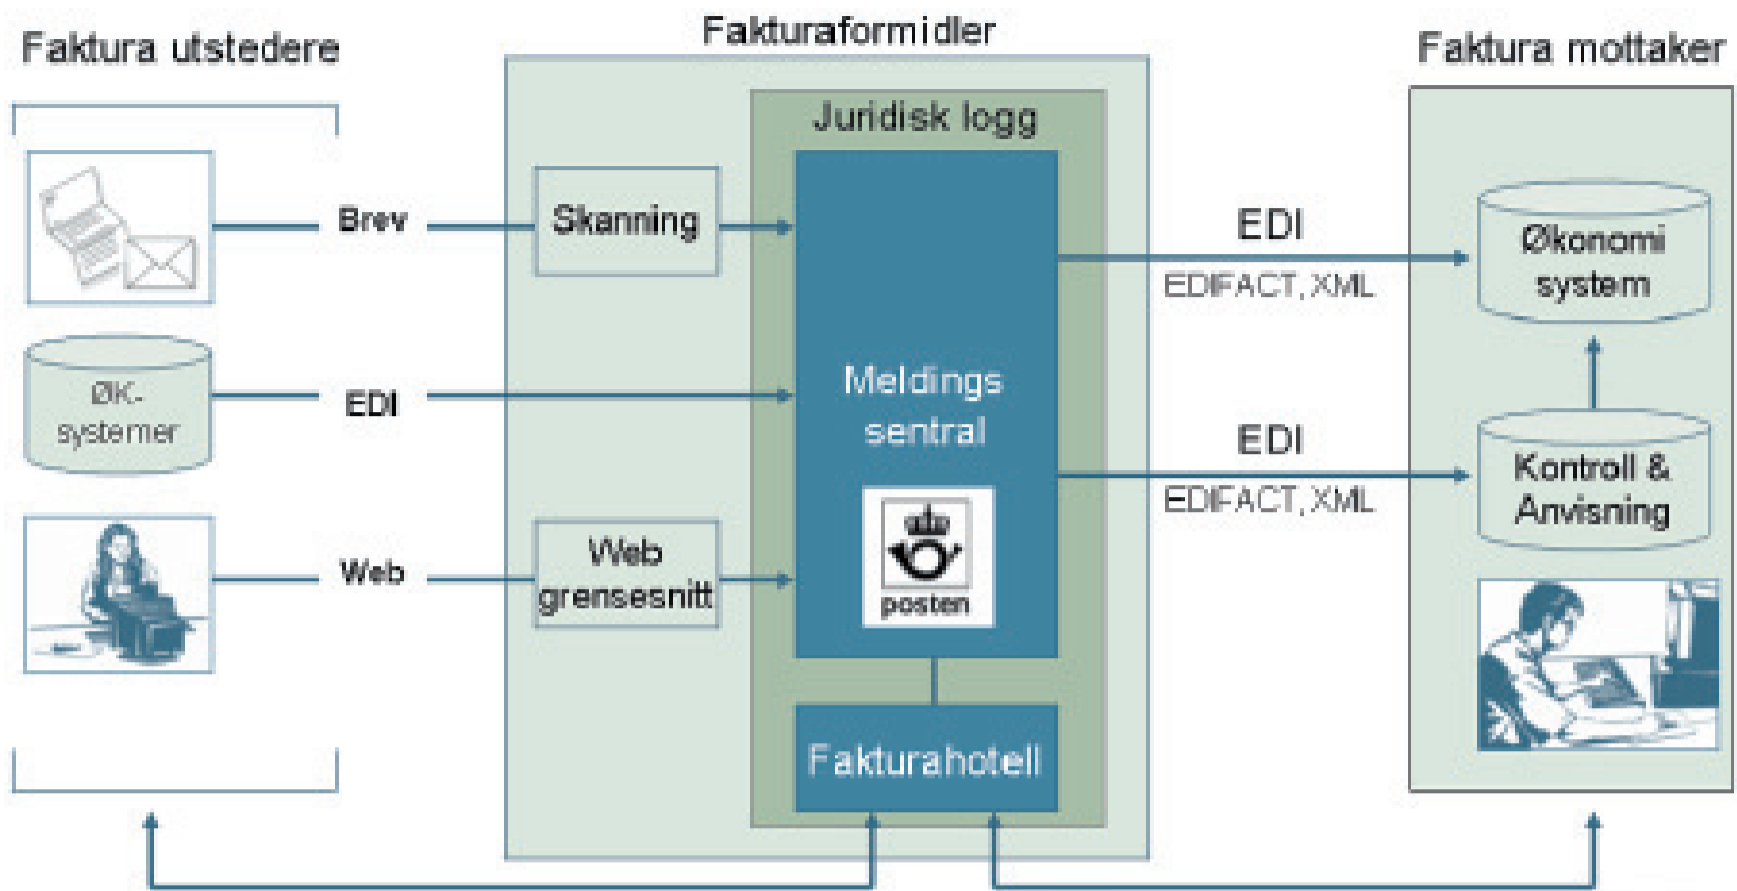 Faktura utstedere
Fakturaformidler
Faktura mottaker
Juridisk logg
Brev
Skanning
EDI
EDIFACT, XML
Økonomi
system
ØK-
systemer
EDI
Meldings
sentral
EDI
EDIFACT, XML
Kontroll &
Anvisning
Web
Web
grensesnitt
posten
Fakturahotell